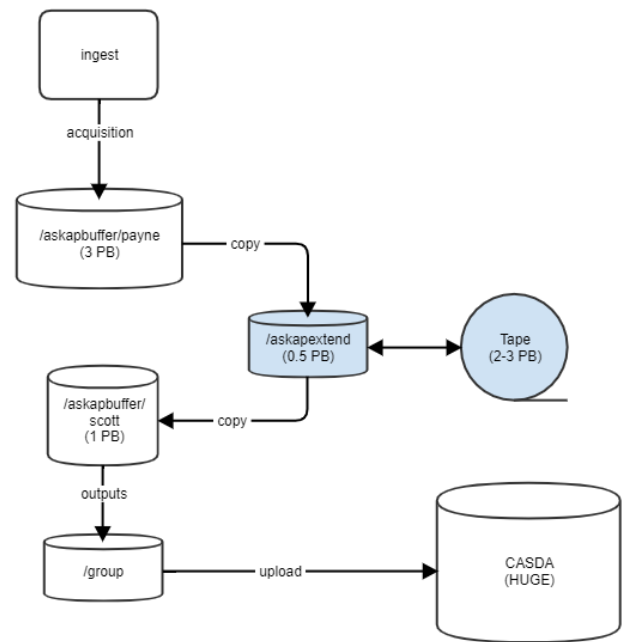 ingest
acquisition
/askapbuffer/payne
(3 PB)
copy
/askapextend
(0.5 PB)
Tape
(2-3 PB)
/askapbuffer/
scott
(1 PB)
copy
outputs
/group
upload
CASDA
(HUGE)